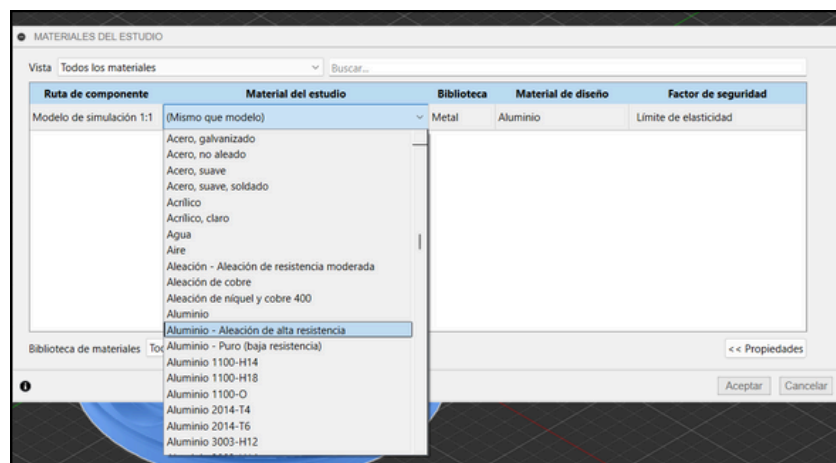 MATERIALES DEL ESTUDIO
Vista Todos los materiales Buscar...
Ruta de componente Material del estudio Biblioteca Material de diseño Factor de seguridad
Modelo de simulación 1:1 (Mismo que modelo) Metal Aluminio Límite de elasticidad
Acero, galvanizado
Acero, no aleado
Acero, suave
Acero, suave, soldado
Acrílico
Acrílico, claro
Agua
Aire
Aleación - Aleación de resistencia moderada
Aleación de cobre
Aleación de níquel y cobre 400
Aluminio
Aluminio - Aleación de alta resistencia
Biblioteca de materiales Aluminio - Puro (baja resistencia) << Propiedades
Aluminio 1100-H14
Aluminio 1100-H18
Aceptar Cancelar
Aluminio 1100-O
Aluminio 2014-T4
Aluminio 2014-T6
Aluminio 3003-H12